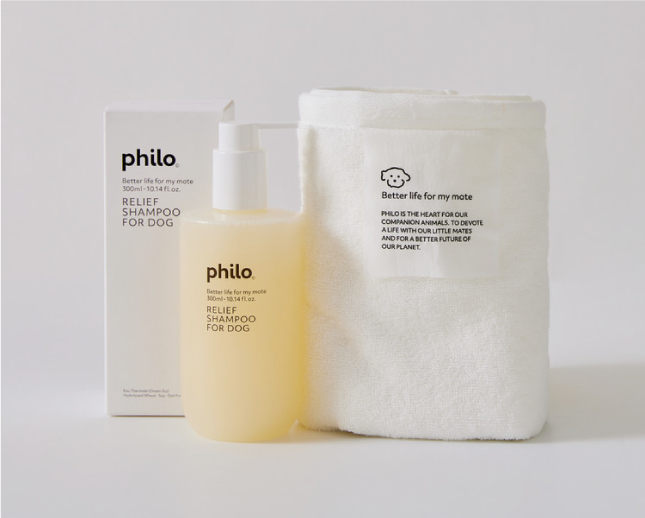 philo
Better life for my mate
300ml - 10.14 fl. oz.
RELIEF
SHAMPOO
FOR DOG
philo
Better life for my mate
300ml - 10.14 fl. oz.
RELIEF
SHAMPOO
FOR DOG
Better life for my mate
PHILO IS THE HEART FOR OUR
COMPANION ANIMALS. TO DEVOTE
A LIFE WITH OUR LITTLE MATES
AND FOR A BETTER FUTURE OF
OUR PLANET.